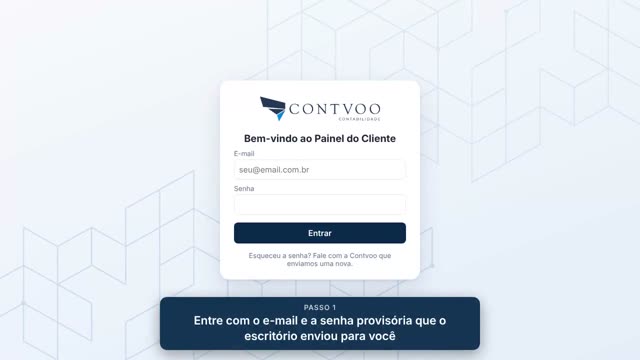 CONTVOO
CONTABILIDADE
Bem-vindo ao Painel do Cliente
E-mail
seu@email.com.br
Senha
Entrar
Esqueceu a senha? Fale com a Contvoo que
enviamos uma nova.
PASSO 1
Entre com o e-mail e a senha provisória que o
escritório enviou para você